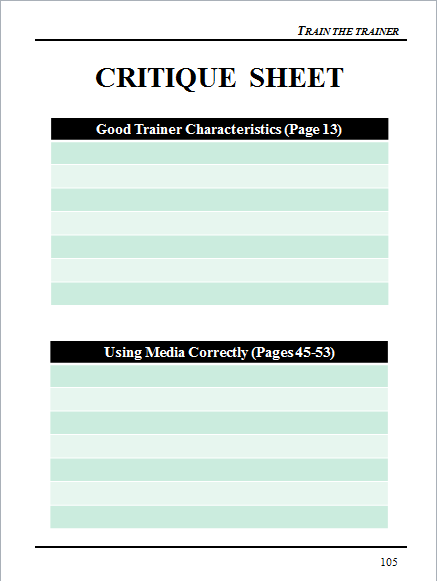 TRAIN THE TRAINER
CRITIQUE SHEET
Good Trainer Characteristics (Page 13)
Using Media Correctly (Pages 45-53)
105